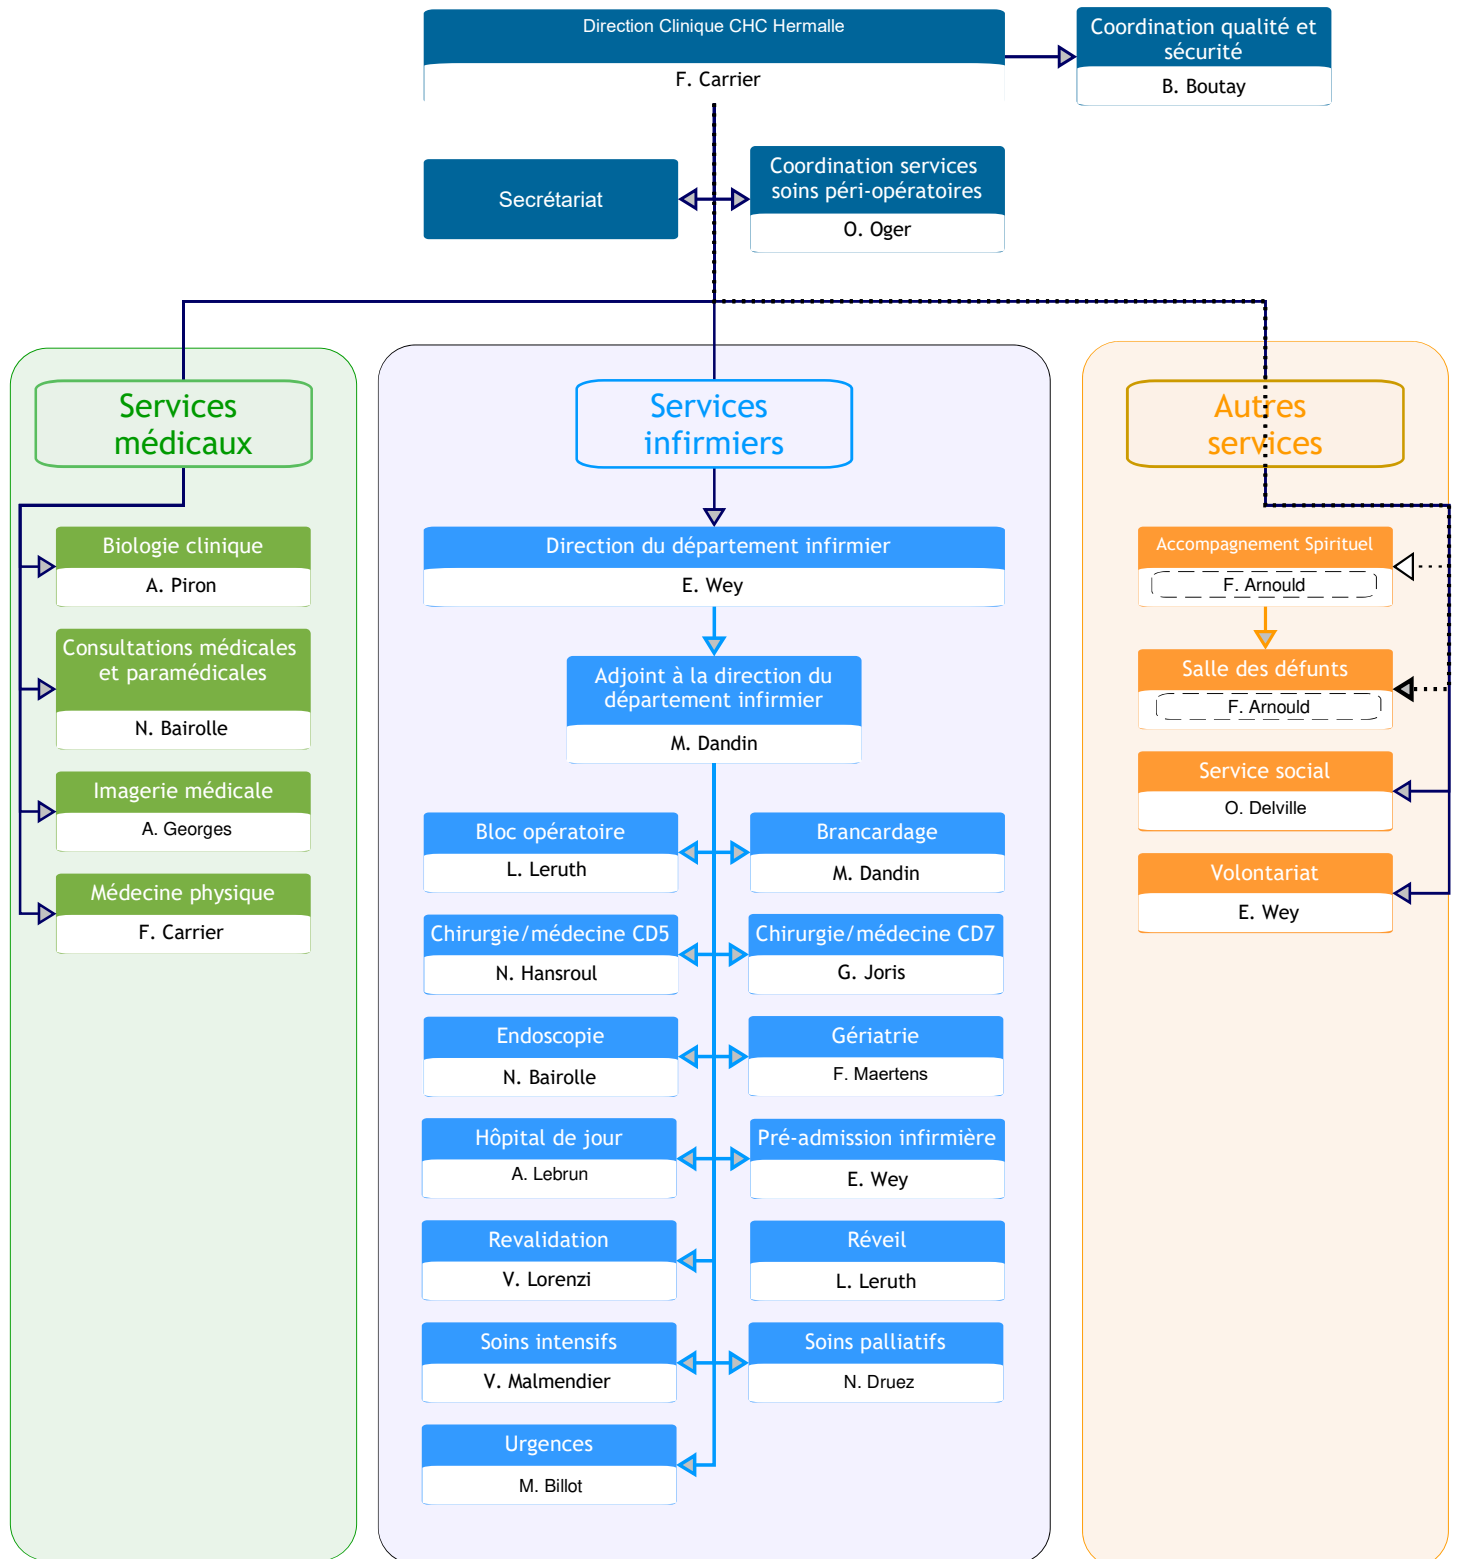 Direction Clinique CHC Hermalle
F. Carrier
Coordination qualité et
sécurité
B. Boutay
Secrétariat
Coordination services
soins péri-opératoires
O. Oger
Services
médicaux
Biologie clinique
A. Piron
Consultations médicales
et paramédicales
N. Bairolle
Imagerie médicale
A. Georges
Médecine physique
F. Carrier
Services
infirmiers
Direction du département infirmier
E. Wey
Adjoint à la direction du
département infirmier
M. Dandin
Bloc opératoire
L. Leruth
Brancardage
M. Dandin
Chirurgie/médecine CD5
N. Hansroul
Chirurgie/médecine CD7
G. Joris
Endoscopie
N. Bairolle
Gériatrie
F. Maertens
Hôpital de jour
A. Lebrun
Pré-admission infirmière
E. Wey
Revalidation
V. Lorenzi
Réveil
L. Leruth
Soins intensifs
V. Malmendier
Soins palliatifs
N. Druez
Urgences
M. Billot
Autres
services
Accompagnement Spirituel
F. Arnould
Salle des défunts
F. Arnould
Service social
O. Delville
Volontariat
E. Wey